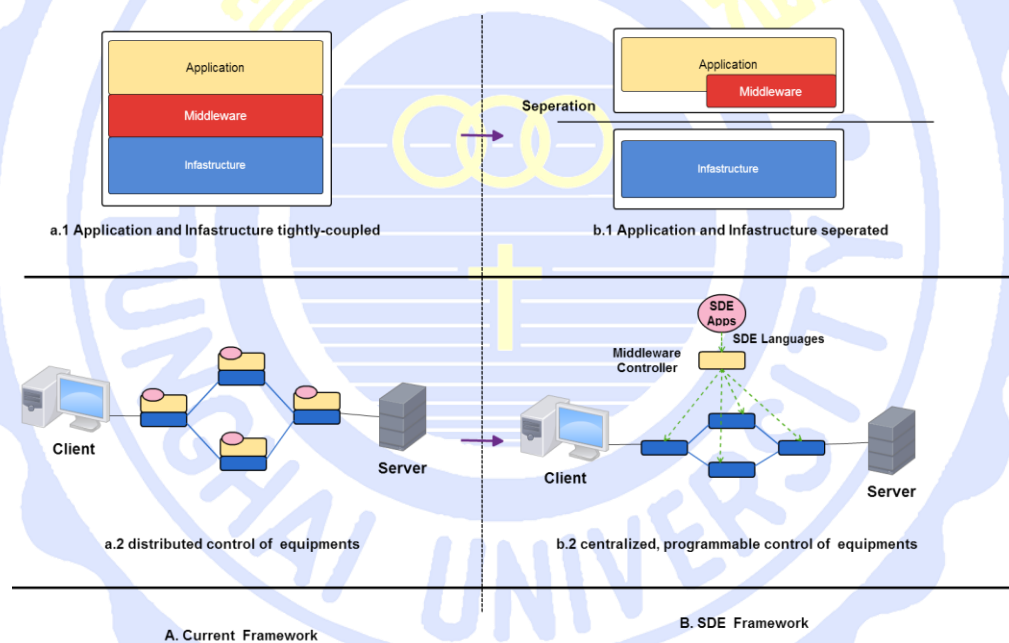 Application
Middleware
Infastructure
a.1 Application and Infastructure tightly-coupled
Seperation
Application
Middleware
Infastructure
b.1 Application and Infastructure seperated
Client
Server
a.2 distributed control of equipments
SDE
Apps
SDE Languages
Middleware
Controller
Client
Server
b.2 centralized, programmable control of equipments
A. Current Framework
B. SDE Framework
TUNGHAI UNIVERSITY